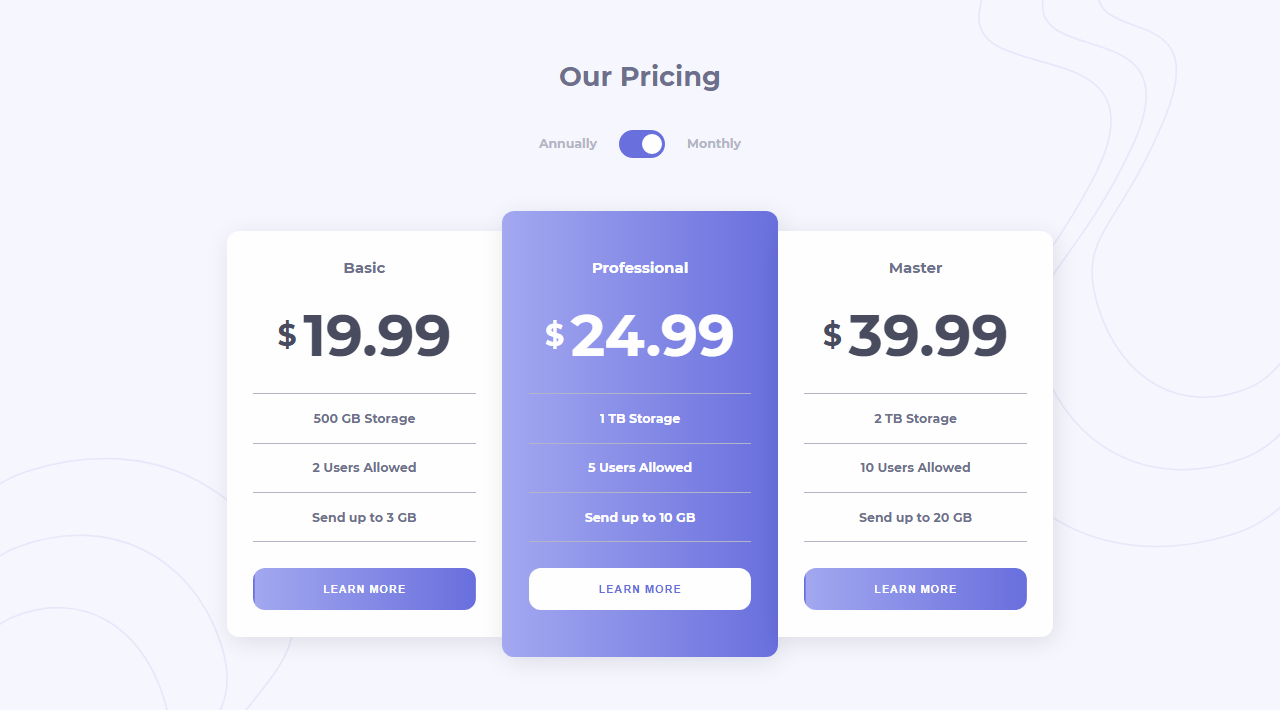 Our Pricing
Annually Monthly
Basic
$ 19.99
500 GB Storage
2 Users Allowed
Send up to 3 GB
LEARN MORE
Professional
$ 24.99
1 TB Storage
5 Users Allowed
Send up to 10 GB
LEARN MORE
Master
$ 39.99
2 TB Storage
10 Users Allowed
Send up to 20 GB
LEARN MORE